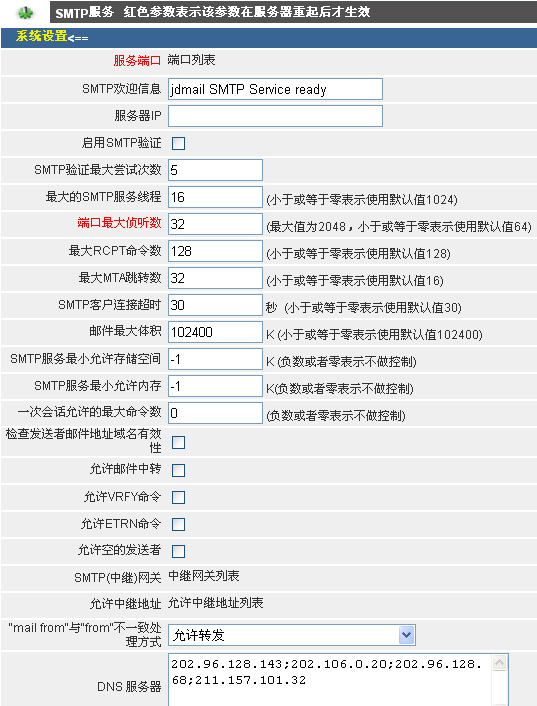 SMTP服务 红色参数表示该参数在服务器重起后才生效
系统设置<==
服务端口 端口列表
SMTP欢迎信息 jdmail SMTP Service ready
服务器IP
启用SMTP验证
SMTP验证最大尝试次数 5
最大的SMTP服务线程 16 (小于或等于零表示使用默认值1024)
端口最大侦听数 32 (最大值为2048，小于或等于零表示使用默认值64)
最大RCPT命令数 128 (小于或等于零表示使用默认值128)
最大MTA跳转数 32 (小于或等于零表示使用默认值16)
SMTP客户连接超时 30 秒 (小于或等于零表示使用默认值30)
邮件最大体积 102400 K (小于或等于零表示使用默认值102400)
SMTP服务最小允许存储空间 -1 K (负数或者零表示不做控制)
SMTP服务最小允许内存 -1 K(负数或者零表示不做控制)
一次会话允许的最大命令数 0 (负数或者零表示不做控制)
检查发送者邮件地址域名有效
性
允许邮件中转
允许VRFY命令
允许ETRN命令
允许空的发送者
SMTP(中继)网关 中继网关列表
允许中继地址 允许中继地址列表
"mail from"与"from"不一致处
理方式 允许转发
202.96.128.143;202.106.0.20;202.96.128.
68;211.157.101.32
DNS 服务器